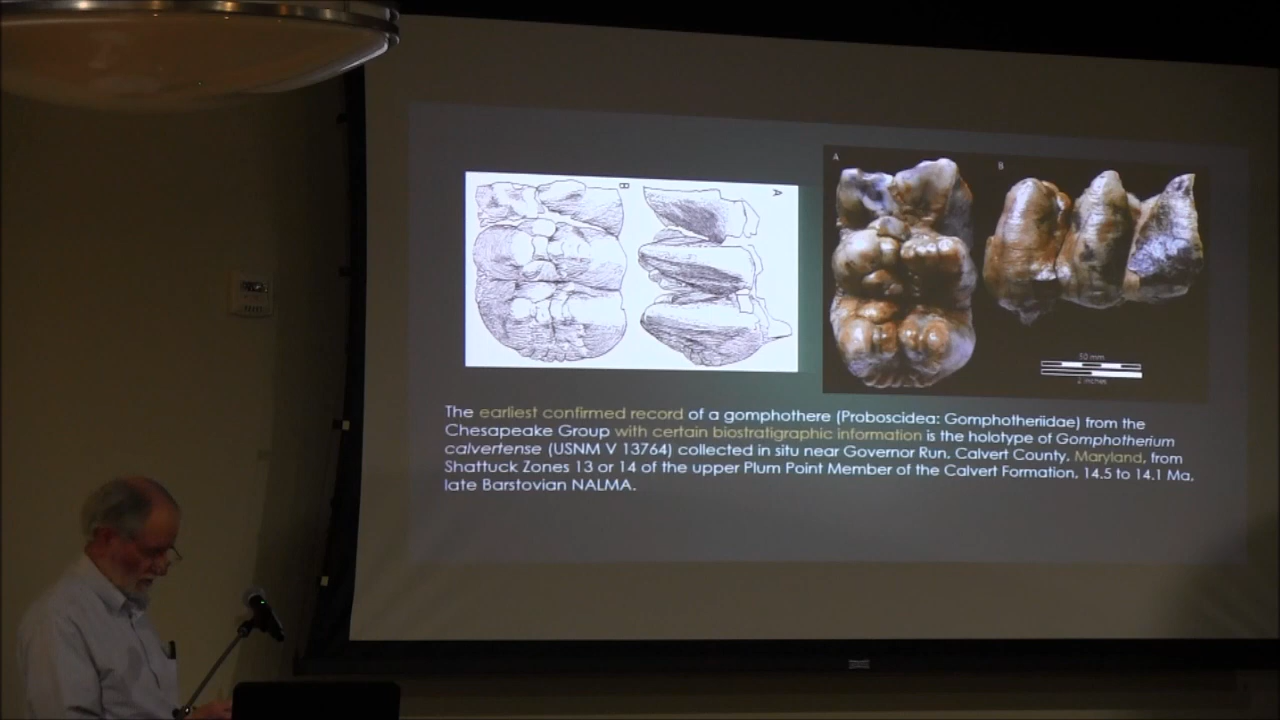 B
A
A
B
50 mm
2 inches
The earliest confirmed record of a gomphothere (Proboscidea: Gomphotheriidae) from the
Chesapeake Group with certain biostratigraphic information is the holotype of Gomphotherium
calvertense (USNM V 13764) collected in situ near Governor Run, Calvert County, Maryland, from
Shattuck Zones 13 or 14 of the upper Plum Point Member of the Calvert Formation, 14.5 to 14.1 Ma,
late Barstovian NALMA.